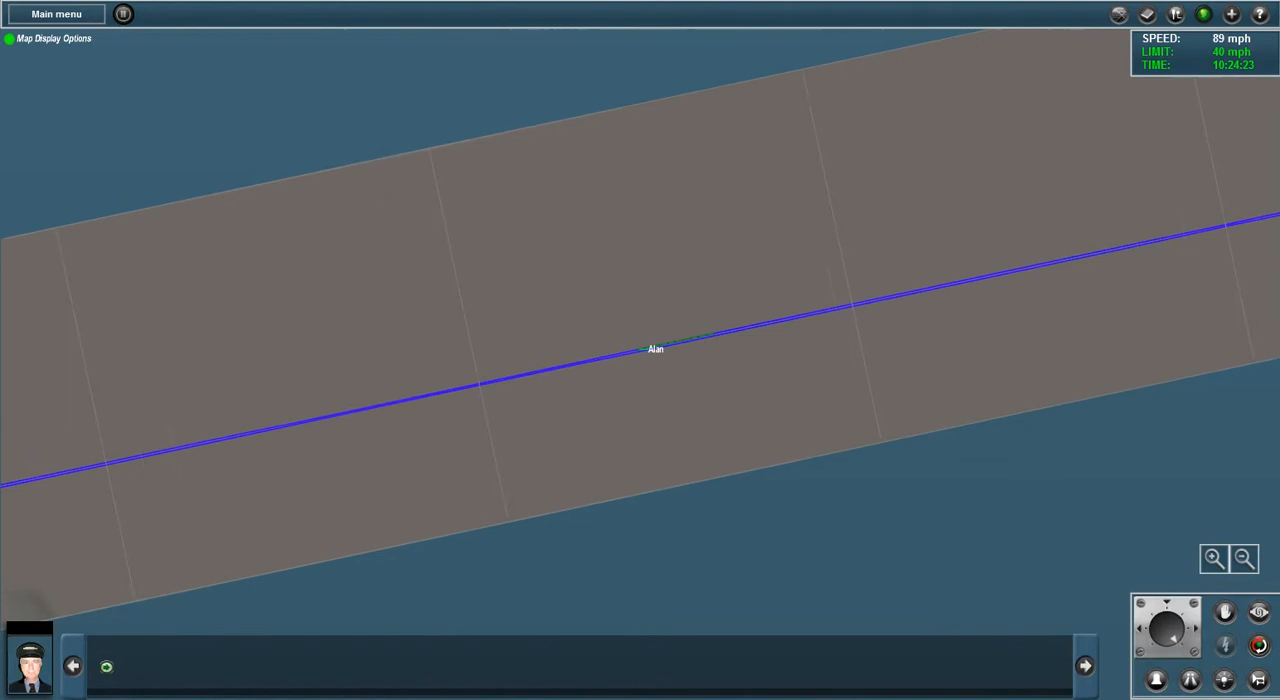 Main menu
?
Map Display Options
SPEED: 89 mph
LIMIT: 40 mph
TIME: 10:24:23
Alan